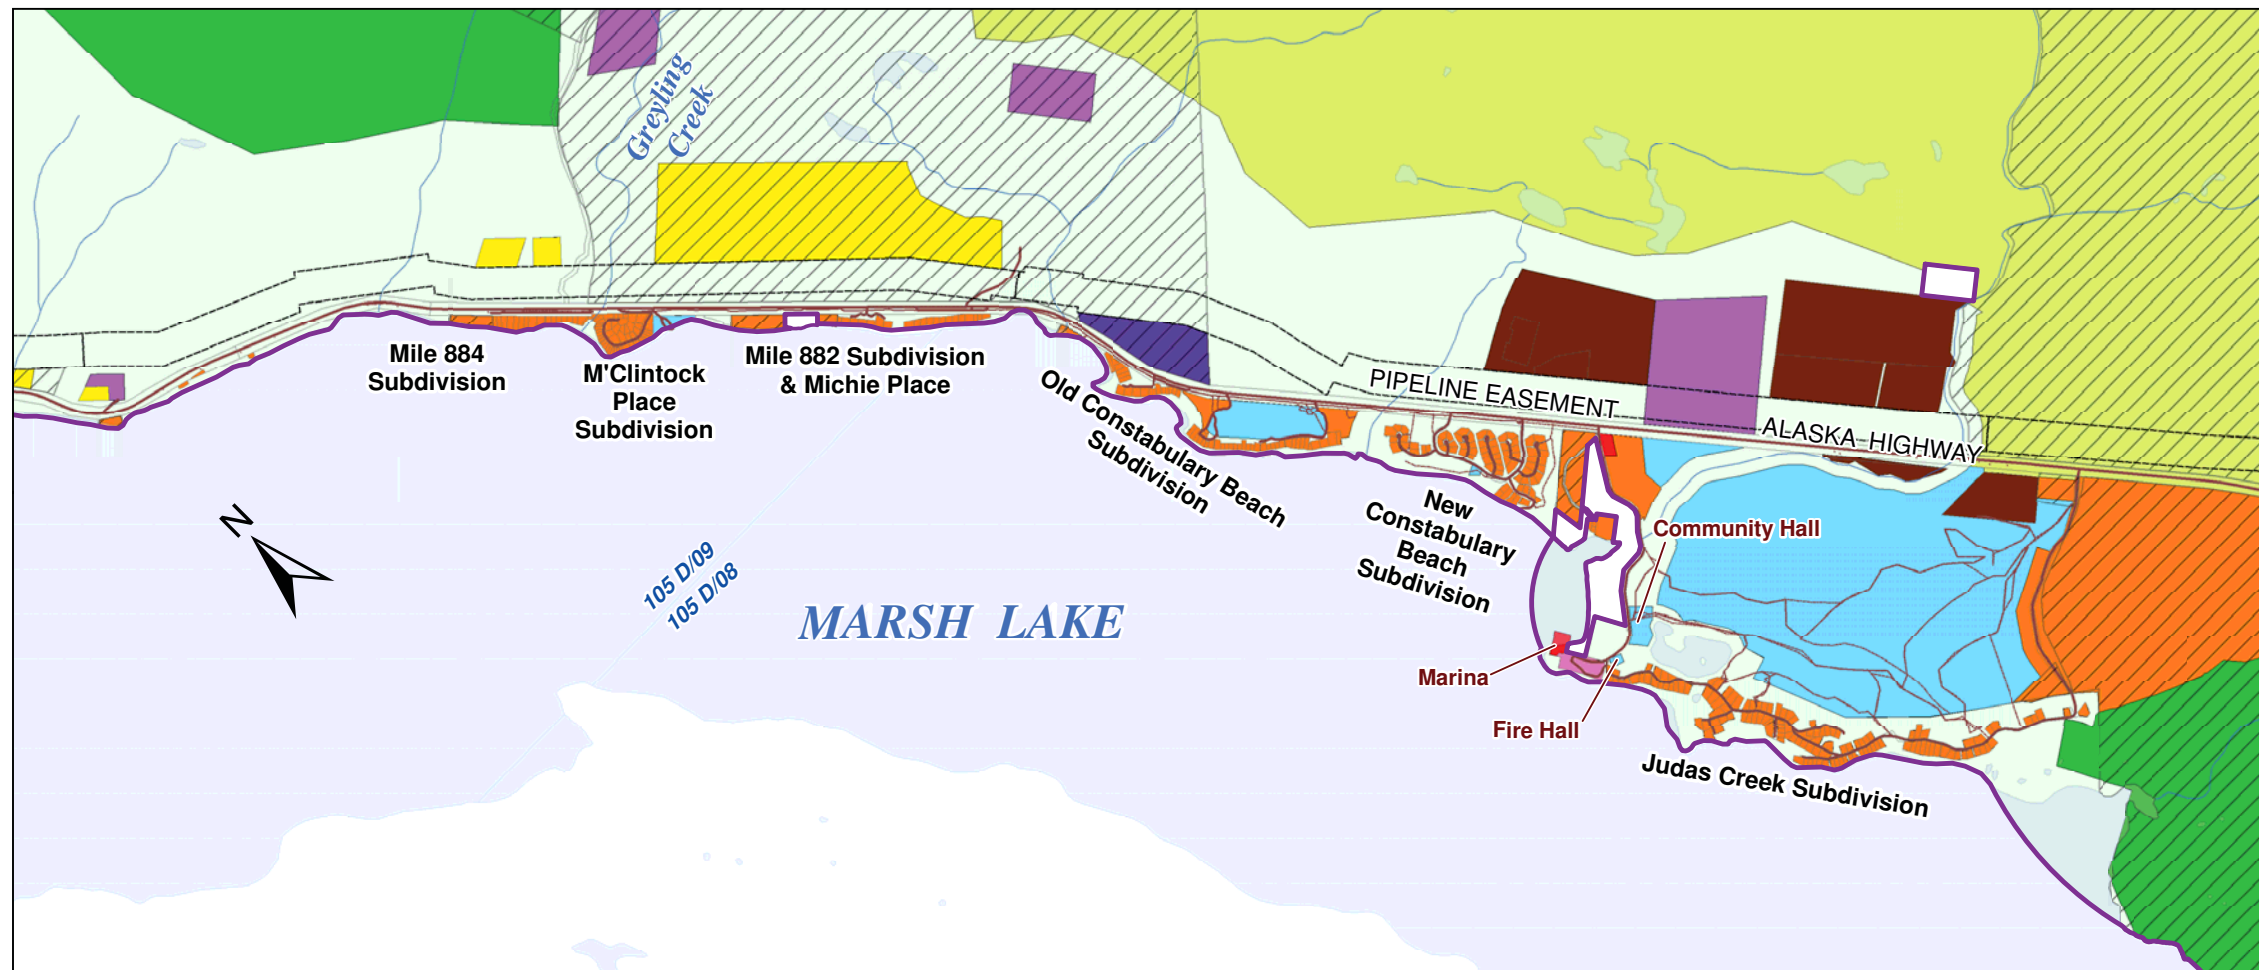 Greyling
Creek
Mile 884
Subdivision
M'Clintock
Place
Subdivision
Mile 882 Subdivision
& Michie Place
Old Constabulary Beach
Subdivision
PIPELINE EASEMENT
ALASKA HIGHWAY
New
Constabulary
Beach
Subdivision
Community Hall
N
105 D/09
105 D/08
MARSH LAKE
Marina
Fire Hall
Judas Creek Subdivision